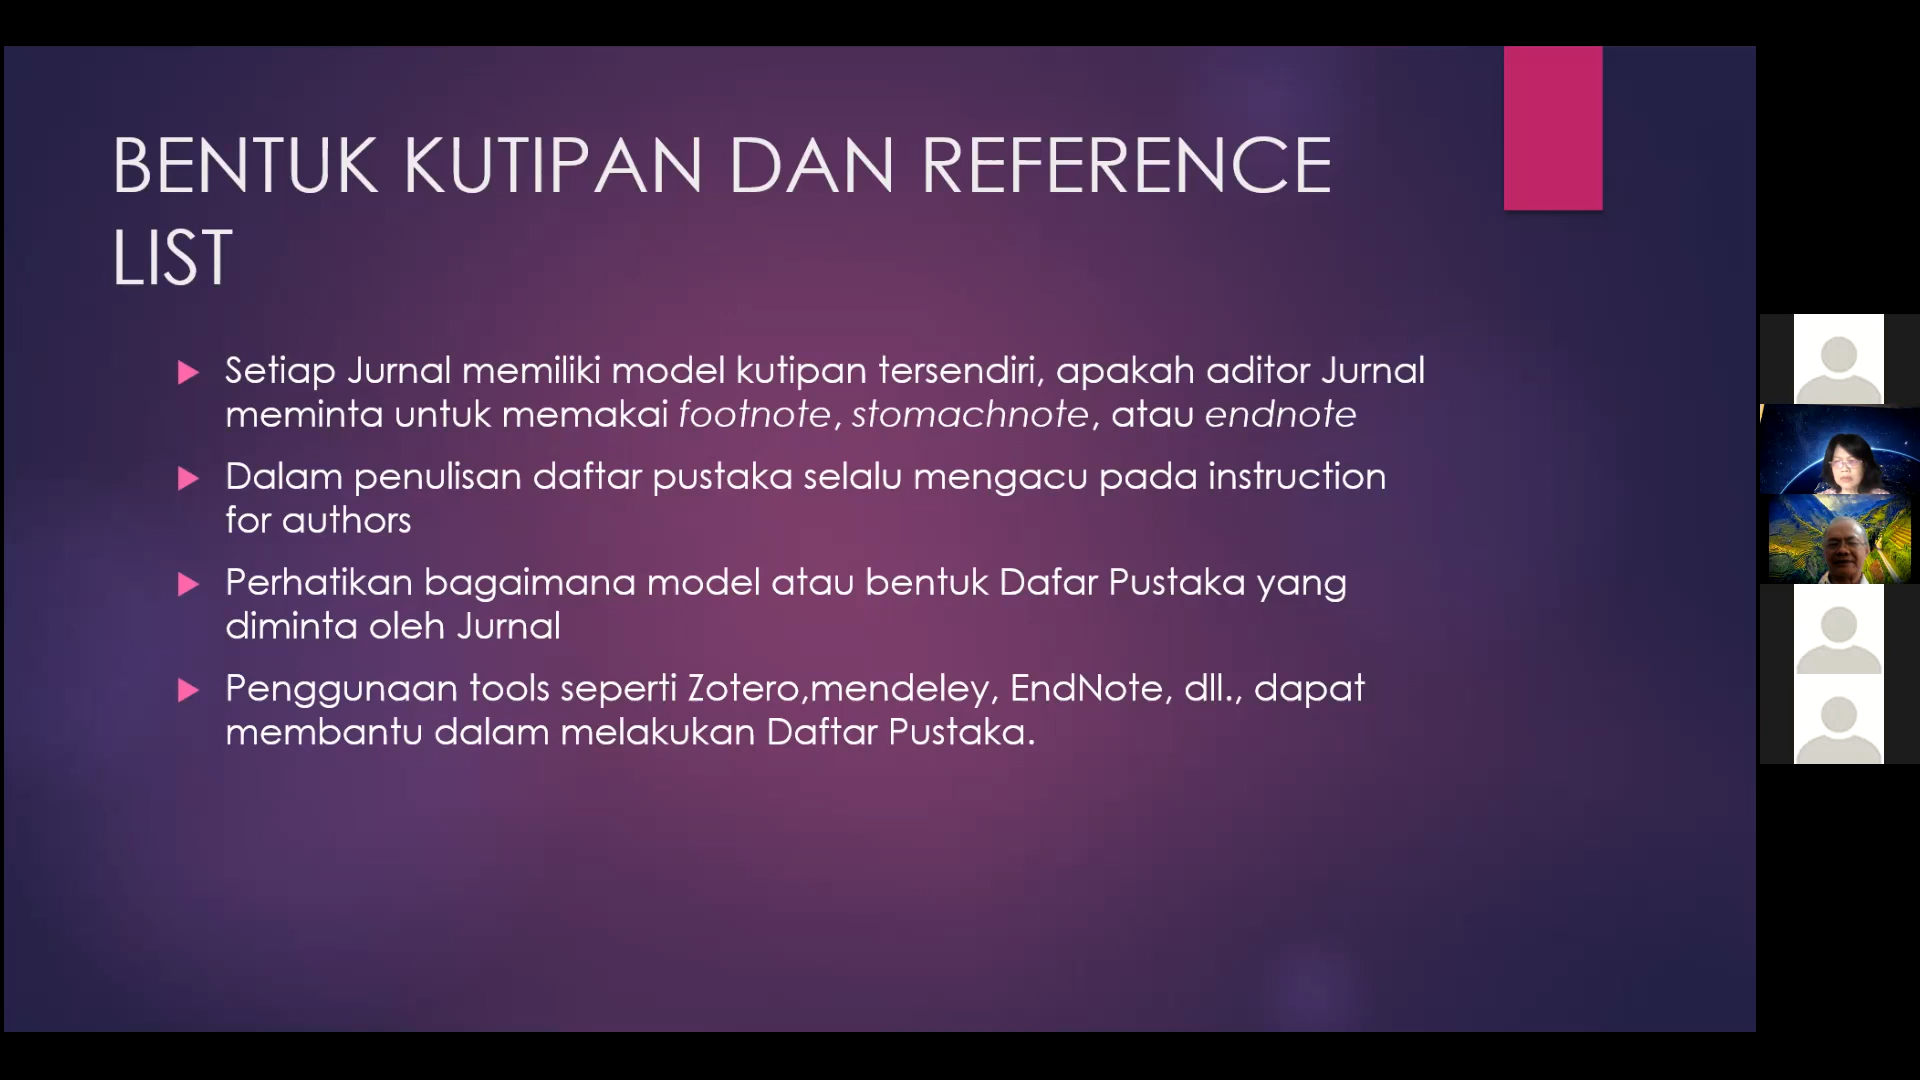 BENTUK KUTIPAN DAN REFERENCE
LIST
Setiap Jurnal memiliki model kutipan tersendiri, apakah aditor Jurnal
meminta untuk memakai footnote, stomachnote, atau endnote
Dalam penulisan daftar pustaka selalu mengacu pada instruction
for authors
Perhatikan bagaimana model atau bentuk Dafar Pustaka yang
diminta oleh Jurnal
Penggunaan tools seperti Zotero,mendeley, EndNote, dll., dapat
membantu dalam melakukan Daftar Pustaka.